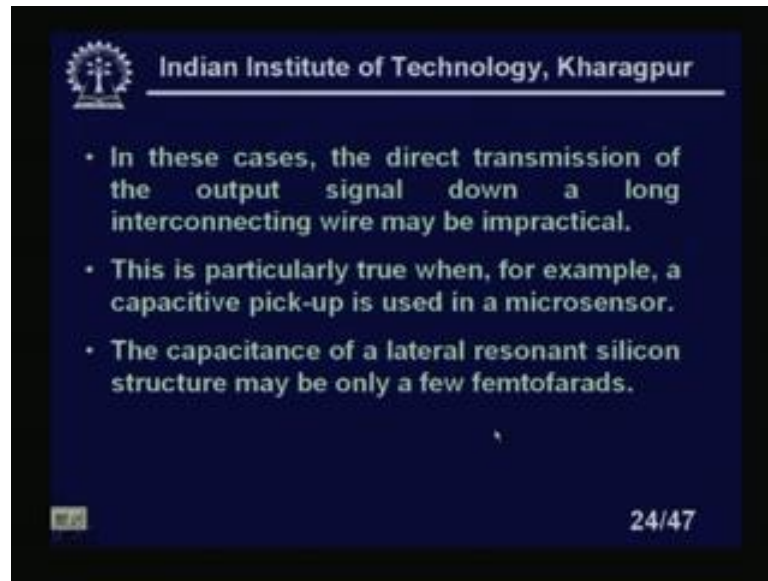 Indian Institute of Technology, Kharagpur
• In these cases, the direct transmission of
the output signal down a long
interconnecting wire may be impractical.
• This is particularly true when, for example, a
capacitive pick-up is used in a microsensor.
• The capacitance of a lateral resonant silicon
structure may be only a few femtofarads.
24/47